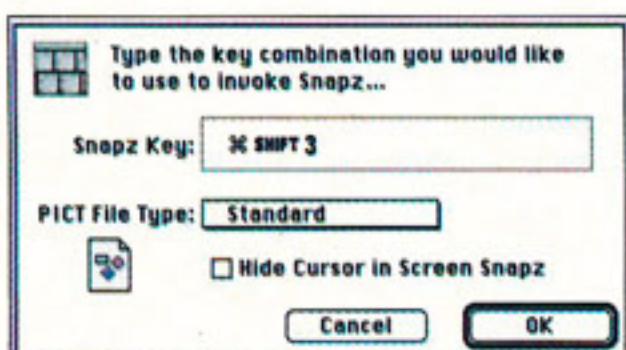 Type the key combination you would like
to use to invoke Snapz...
Snapz Key: ⌘ SHIFT 3
PICT File Type: Standard
Hide Cursor in Screen Snapz
Cancel OK